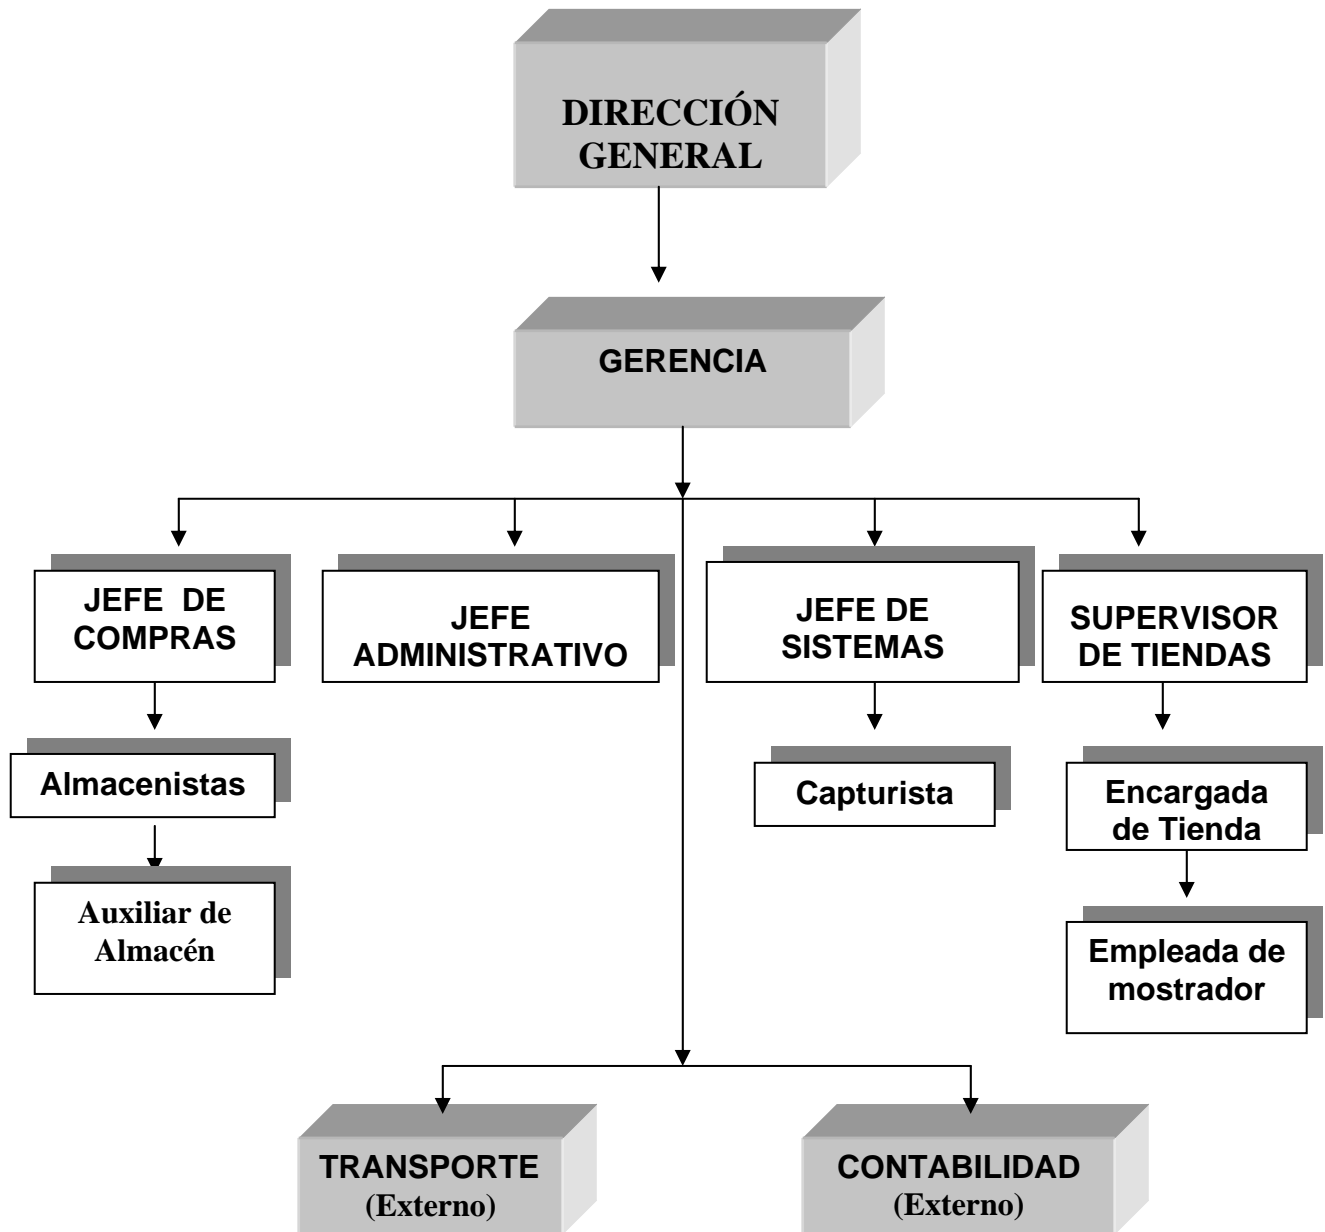 DIRECCIÓN
GENERAL
GERENCIA
JEFE DE
COMPRAS
JEFE
ADMINISTRATIVO
JEFE DE
SISTEMAS
SUPERVISOR
DE TIENDAS
Almacenistas
Capturista
Encargada
de Tienda
Auxiliar de
Almacén
Empleada de
mostrador
TRANSPORTE
(Externo)
CONTABILIDAD
(Externo)